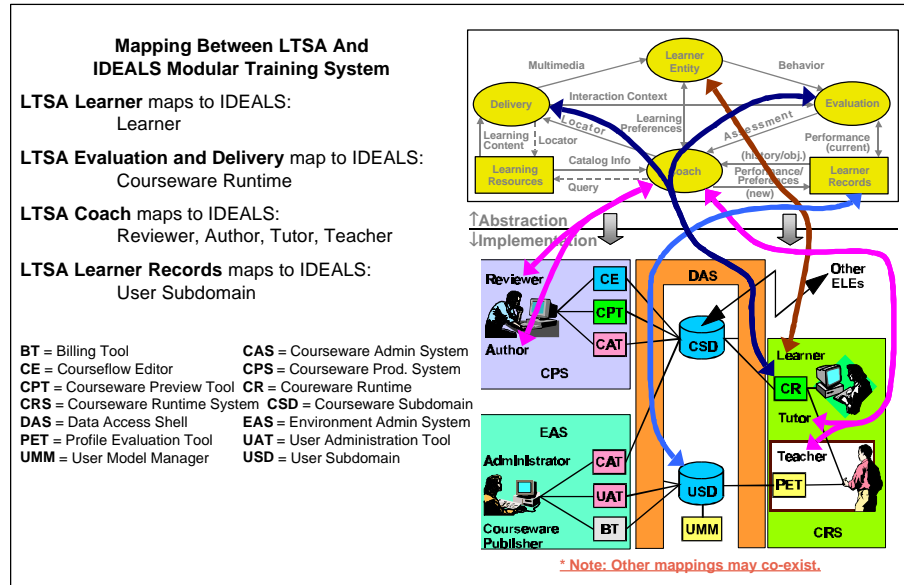 Mapping Between LTSA And
IDEALS Modular Training System
LTSA Learner maps to IDEALS:
Learner
LTSA Evaluation and Delivery map to IDEALS:
Courseware Runtime
LTSA Coach maps to IDEALS:
Reviewer, Author, Tutor, Teacher
LTSA Learner Records maps to IDEALS:
User Subdomain
BT = Billing Tool
CAS = Courseware Admin System
CE = Courseflow Editor
CPS = Courseware Prod. System
CPT = Courseware Preview Tool
CR = Coureware Runtime
CRS = Courseware Runtime System
CSD = Courseware Subdomain
DAS = Data Access Shell
EAS = Environment Admin System
PET = Profile Evaluation Tool
UAT = User Administration Tool
UMM = User Model Manager
USD = User Subdomain
Learner
Entity
Multimedia
Behavior
Delivery
Interaction Context
Evaluation
Learning
Preferences
Locator
Assessment
Learning
Content
Locator
Performance
(current)
Catalog Info
Coach
(history/obj.)
Learning
Resources
Query
Performance/
Preferences
(new)
Learner
Records
↑Abstraction
↓Implementation
Reviewer
Author
CE
CPT
CAT
CPS
DAS
CSD
Other
ELEs
Learner
CR
Tutor
Teacher
PET
CRS
EAS
Administrator
Courseware
Publisher
CAT
UAT
BT
USD
UMM
* Note: Other mappings may co-exist.